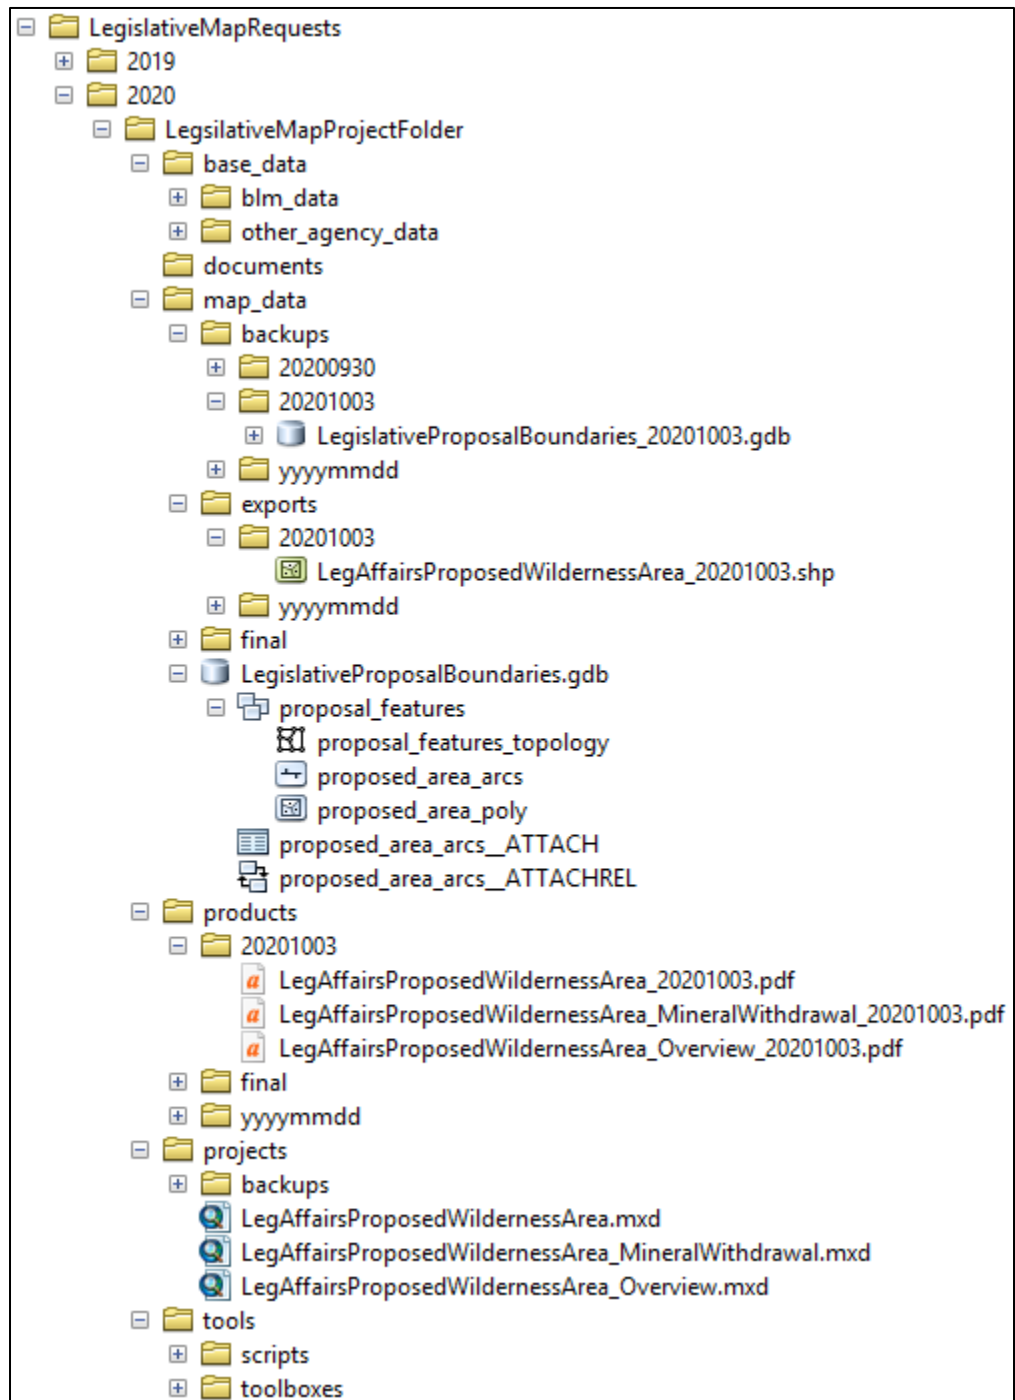 LegislativeMapRequests
2019
2020
LegsilativeMapProjectFolder
base_data
blm_data
other_agency_data
documents
map_data
backups
20200930
20201003
LegislativeProposalBoundaries_20201003.gdb
yyyymmdd
exports
20201003
LegAffairsProposedWildernessArea_20201003.shp
yyyymmdd
final
LegislativeProposalBoundaries.gdb
proposal_features
proposal_features_topology
proposed_area_arcs
proposed_area_poly
proposed_area_arcs__ATTACH
proposed_area_arcs__ATTACHREL
products
20201003
LegAffairsProposedWildernessArea_20201003.pdf
LegAffairsProposedWildernessArea_MineralWithdrawal_20201003.pdf
LegAffairsProposedWildernessArea_Overview_20201003.pdf
final
yyyymmdd
projects
backups
LegAffairsProposedWildernessArea.mxd
LegAffairsProposedWildernessArea_MineralWithdrawal.mxd
LegAffairsProposedWildernessArea_Overview.mxd
tools
scripts
toolboxes